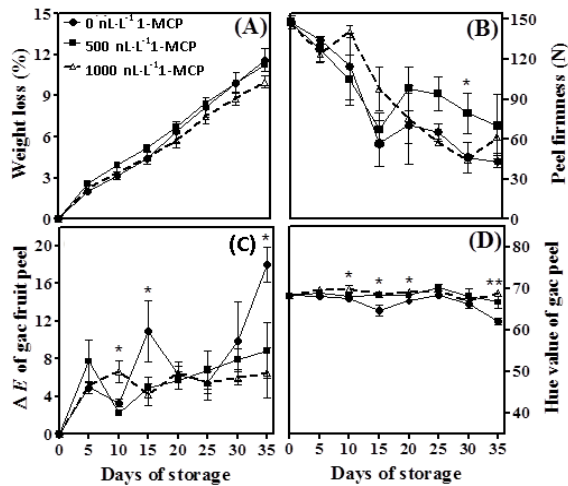 15
12
9
6
3
0
Weight loss (%)
(A)
0 nL-L⁻¹ 1-MCP
500 nL-L⁻¹ 1-MCP
1000 nL-L⁻¹ 1-MCP
(B)
*
150
120
90
60
30
0
Peel firmness (N)
20
16
12
8
4
0
Δ E of gac fruit peel
(C)
* * *
0 5 10 15 20 25 30 35
Days of storage
(D)
* * * **
80
70
60
50
40
Hue value of gac peel
0 5 10 15 20 25 30 35
Days of storage